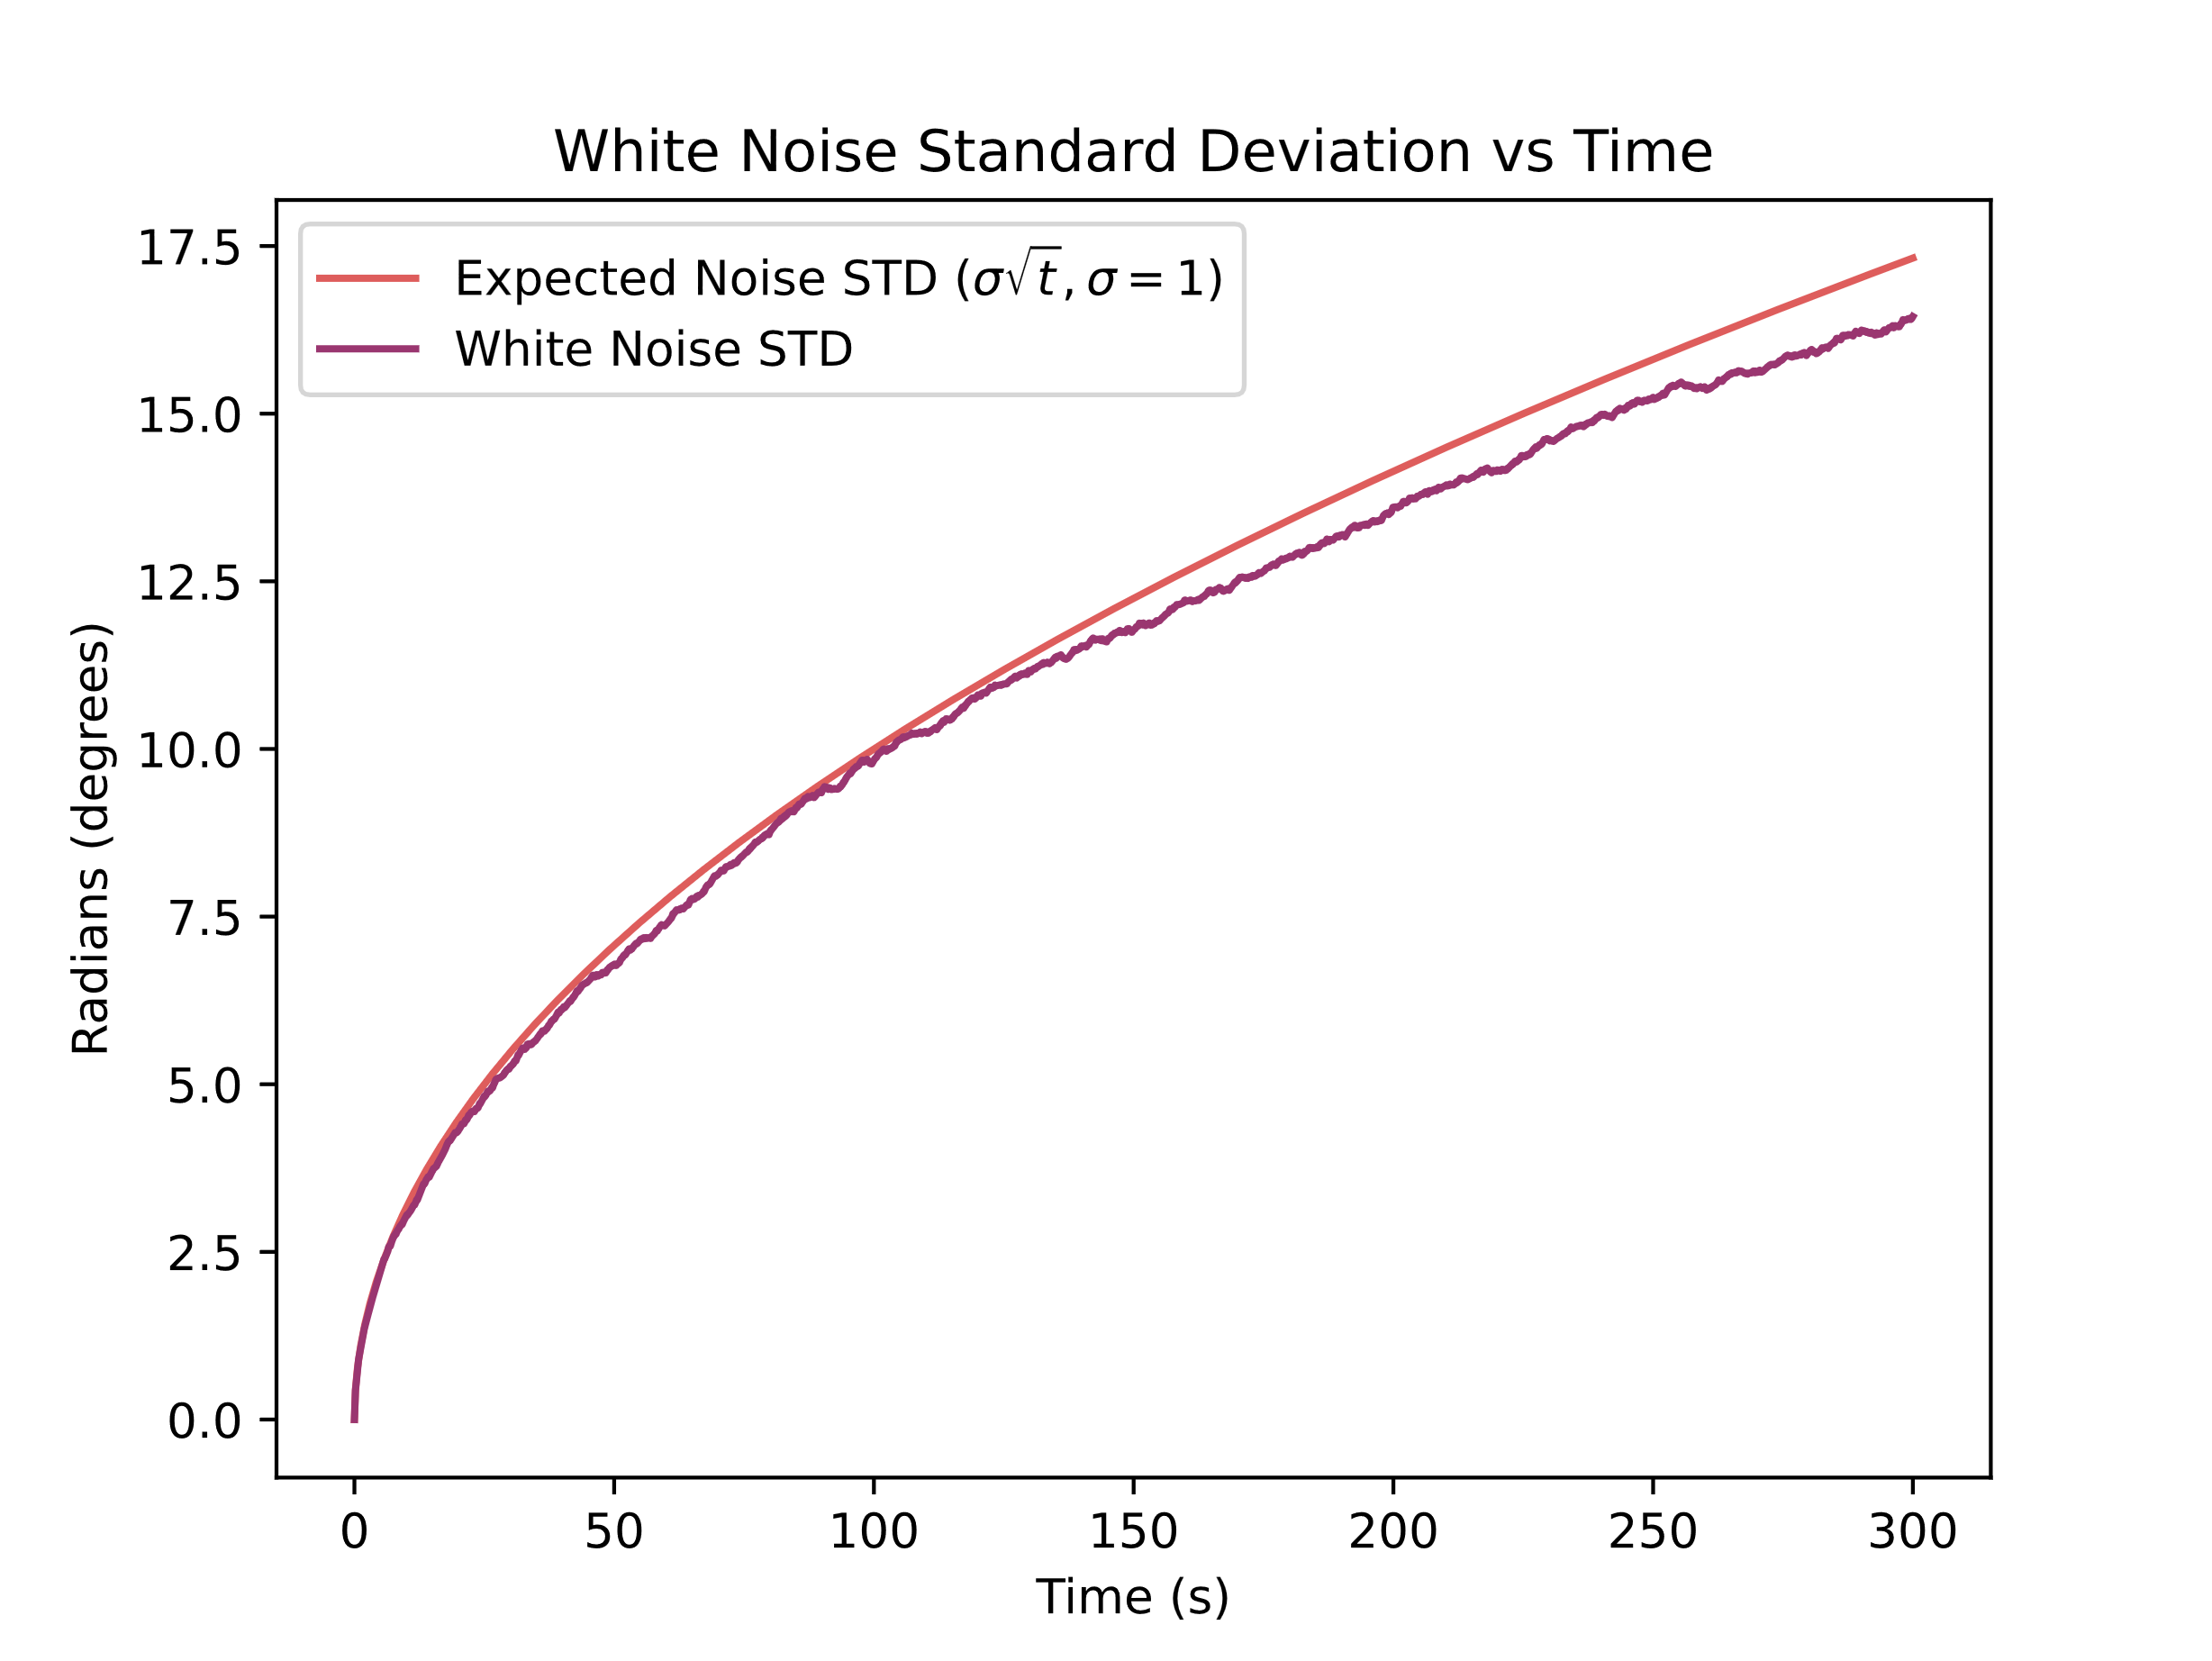 White Noise Standard Deviation vs Time
Expected Noise STD (σ√t, σ = 1)
White Noise STD
Radians (degrees)
17.5
15.0
12.5
10.0
7.5
5.0
2.5
0.0
0 50 100 150 200 250 300
Time (s)